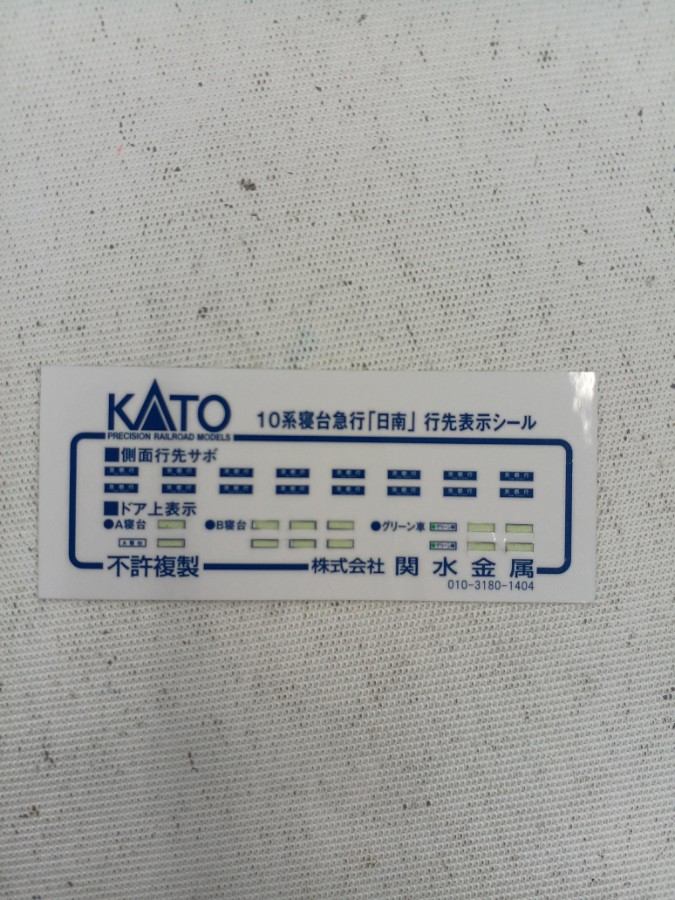 KATO
PRECISION RAILROAD MODELS
10系寝台急行「日南」行先表示シール
■側面行先サボ
■ドア上表示
●A寝台 ●B寝台 ●グリーン車
不許複製 株式会社 関水金属
010-3180-1404